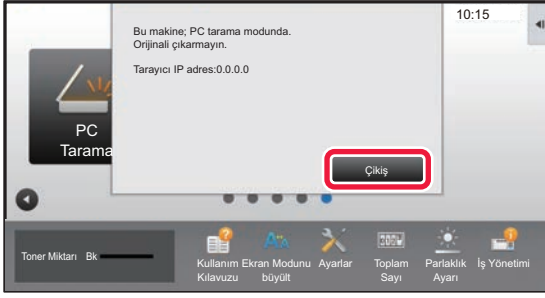 10:15
Bu makine; PC tarama modunda.
Orijinali çıkarmayın.
Tarayıcı IP adres:0.0.0.0
PC
Tarama
Çikiş
Toner Miktarı Bk
Kullanım
Kılavuzu
Ekran Modunu
büyült
Ayarlar
Toplam
Sayı
Parlaklık
Ayarı
İş Yönetimi